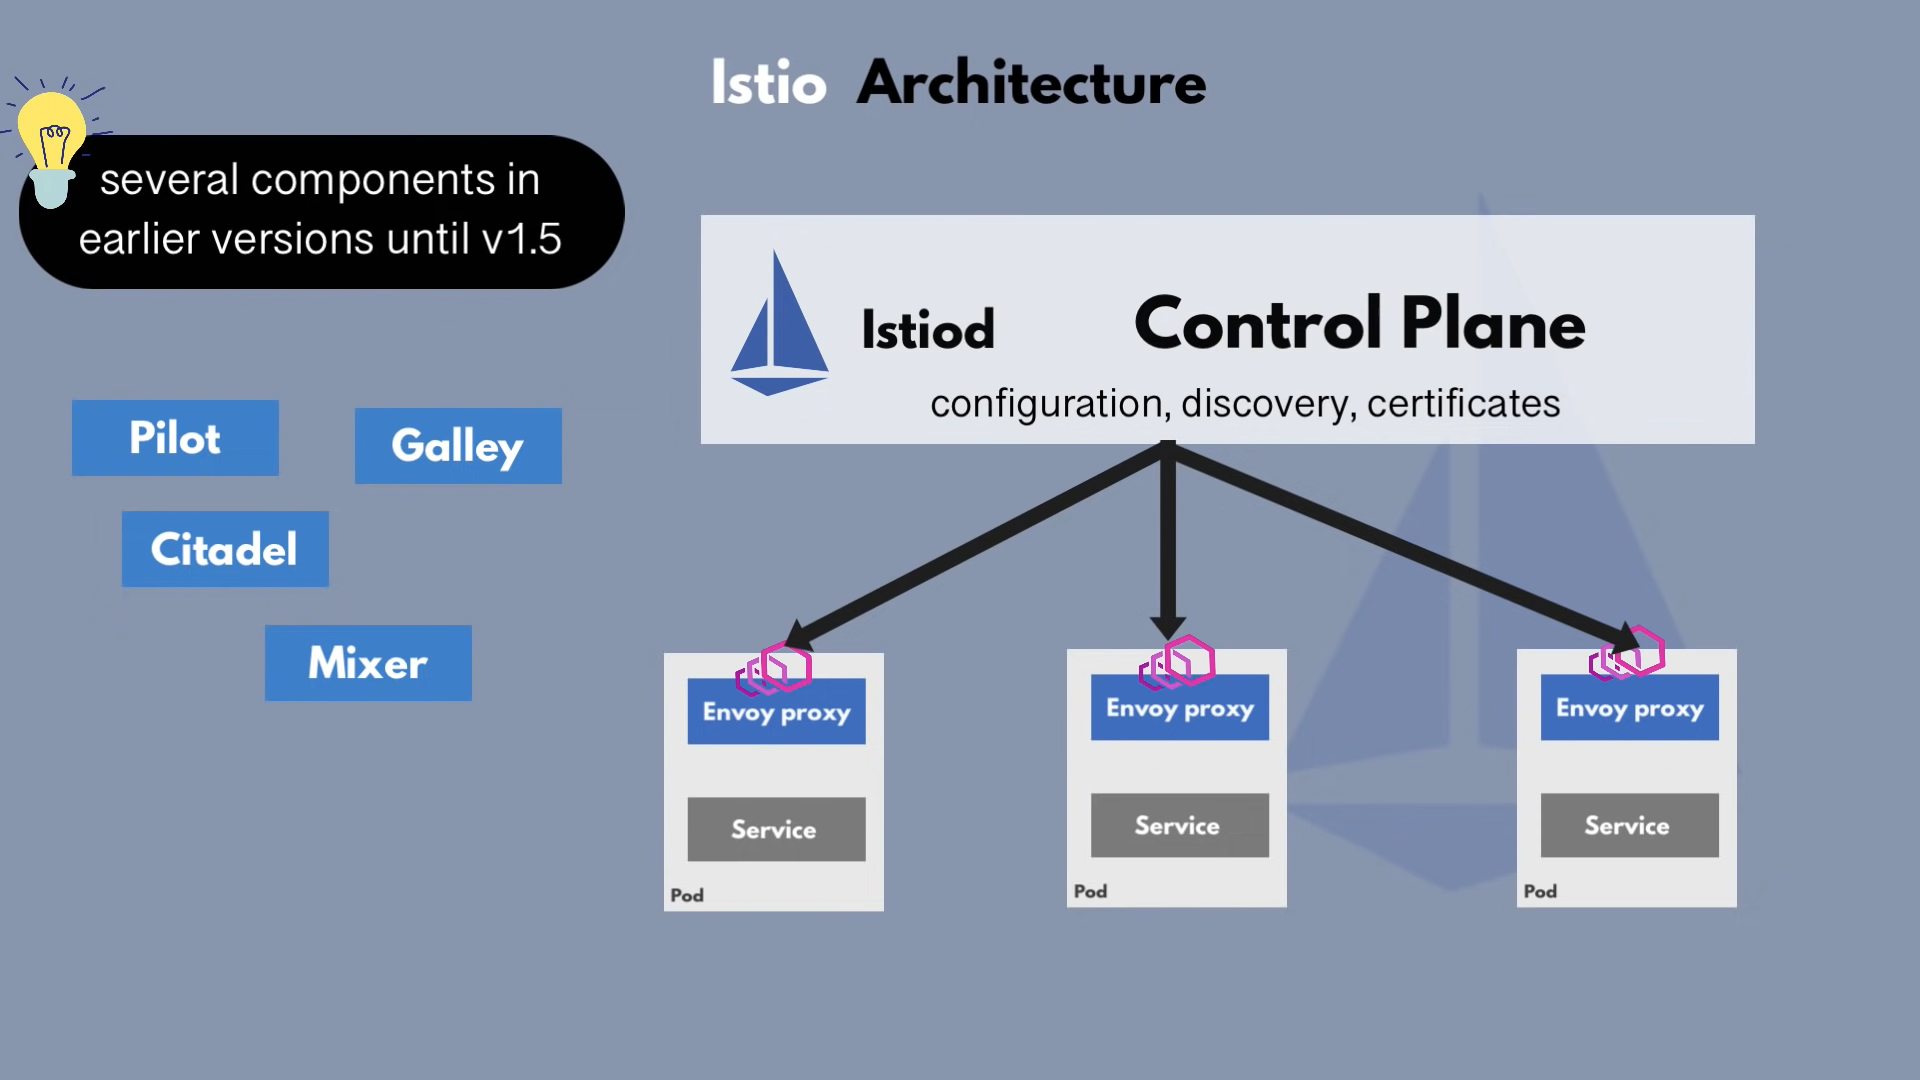 Istio Architecture
several components in
earlier versions until v1.5
Istiod
Control Plane
configuration, discovery, certificates
Pilot
Galley
Citadel
Mixer
Envoy proxy
Service
Pod
Envoy proxy
Service
Pod
Envoy proxy
Service
Pod